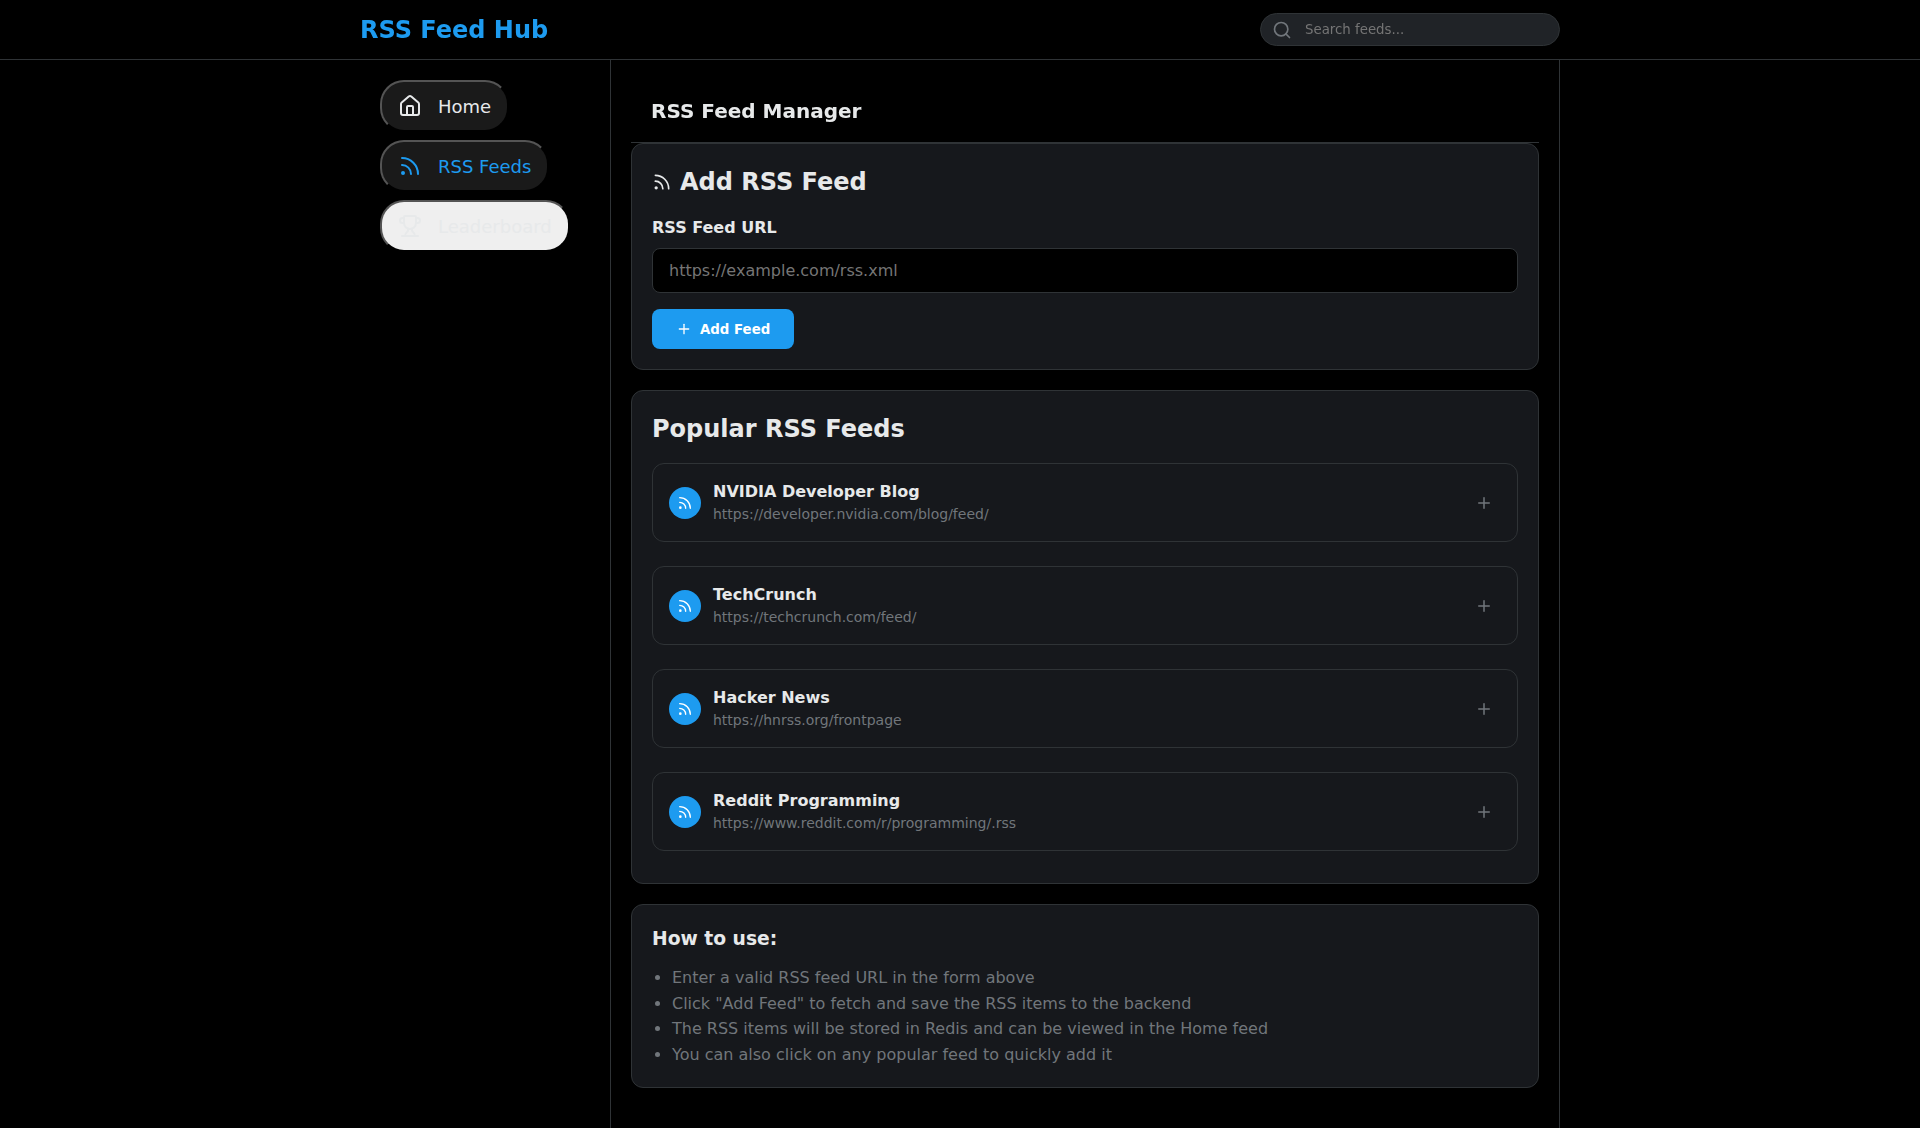 RSS Feed Hub
Search feeds...
Home
RSS Feeds
Leaderboard
RSS Feed Manager
Add RSS Feed
RSS Feed URL
https://example.com/rss.xml
Add Feed
Popular RSS Feeds
NVIDIA Developer Blog
https://developer.nvidia.com/blog/feed/
TechCrunch
https://techcrunch.com/feed/
Hacker News
https://hnrss.org/frontpage
Reddit Programming
https://www.reddit.com/r/programming/.rss
How to use:
• Enter a valid RSS feed URL in the form above
• Click "Add Feed" to fetch and save the RSS items to the backend
• The RSS items will be stored in Redis and can be viewed in the Home feed
• You can also click on any popular feed to quickly add it